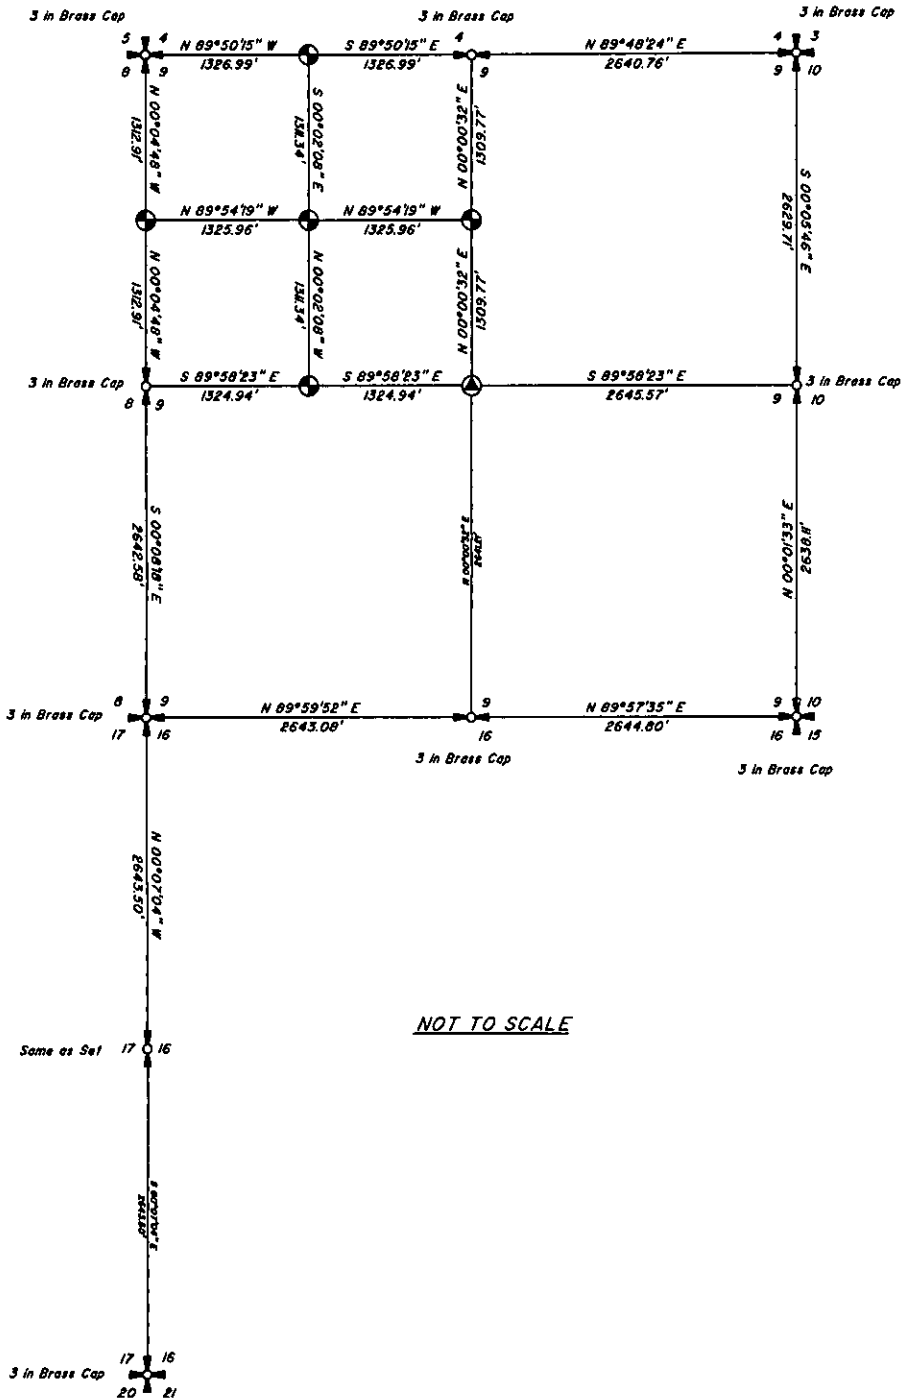 3 in Brass Cap
3 in Brass Cap
3 in Brass Cap
5 4
8 9
N 89°50'15" W
1326.99'
S 89°50'15" E
1326.99'
4
9
N 89°48'24" E
2640.76'
4 3
9 10
N 00°04'48" W
1312.91'
S 00°02'08" E
1311.34'
N 00°00'32" E
1309.77'
S 00°05'46" E
2629.71'
N 89°54'19" W
1325.96'
N 89°54'19" W
1325.96'
N 00°04'48" W
1312.91'
N 00°02'08" W
1311.34'
N 00°00'32" E
1309.77'
3 in Brass Cap
8 9
S 89°58'23" E
1324.94'
S 89°58'23" E
1324.94'
S 89°58'23" E
2645.57'
3 in Brass Cap
9 10
S 00°08'18" E
2642.58'
N 00°00'32" E
N 00°01'33" E
2638.11'
3 in Brass Cap
8 9
17 16
N 89°59'52" E
2643.08'
9
16
3 in Brass Cap
N 89°57'35" E
2644.80'
9 10
16 15
3 in Brass Cap
N 00°07'04" W
2643.50'
NOT TO SCALE
Same as Set
17 16
S 00°07'04" E
3 in Brass Cap
17 16
20 21